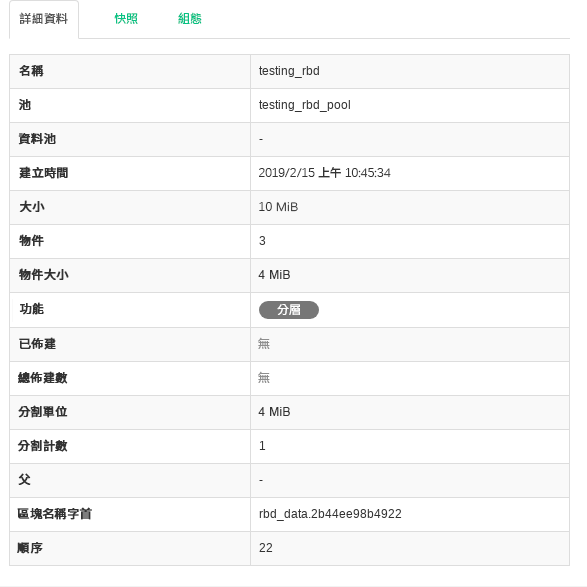 詳細資料 快照 組態
名稱 testing_rbd
池 testing_rbd_pool
資料池 -
建立時間 2019/2/15 上午 10:45:34
大小 10 MiB
物件 3
物件大小 4 MiB
功能 分層
已佈建 無
總佈建數 無
分割單位 4 MiB
分割計數 1
父 -
區塊名稱字首 rbd_data.2b44ee98b4922
順序 22